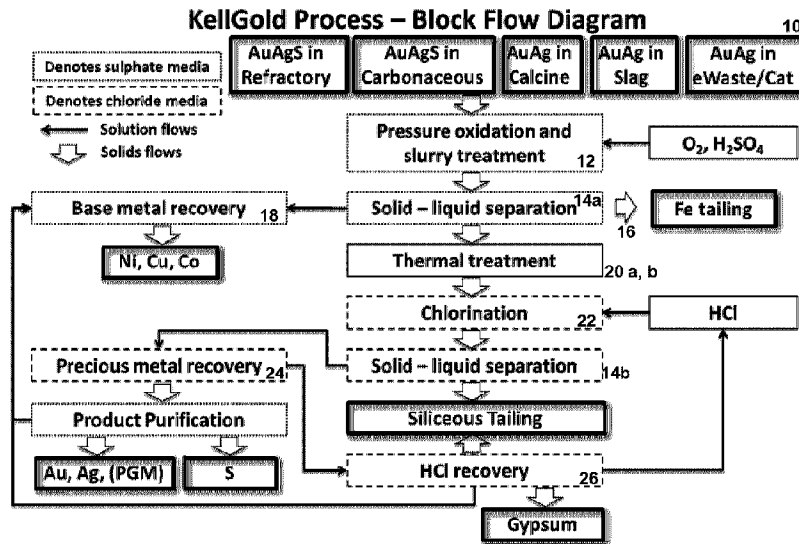 KellGold Process – Block Flow Diagram
10
Denotes sulphate media
Denotes chloride media
Solution flows
Solids flows
AuAgS in
Refractory
AuAgS in
Carbonaceous
AuAg in
Calcine
AuAg in
Slag
AuAg in
eWaste/Cat
Pressure oxidation and
slurry treatment
12
O₂, H₂SO₄
Base metal recovery
18
Solid – liquid separation
14a
16
Fe tailing
Ni, Cu, Co
Thermal treatment
20 a, b
Chlorination
22
HCl
Precious metal recovery
24
Solid – liquid separation
14b
Product Purification
Siliceous Tailing
Au, Ag, (PGM)
S
HCl recovery
26
Gypsum